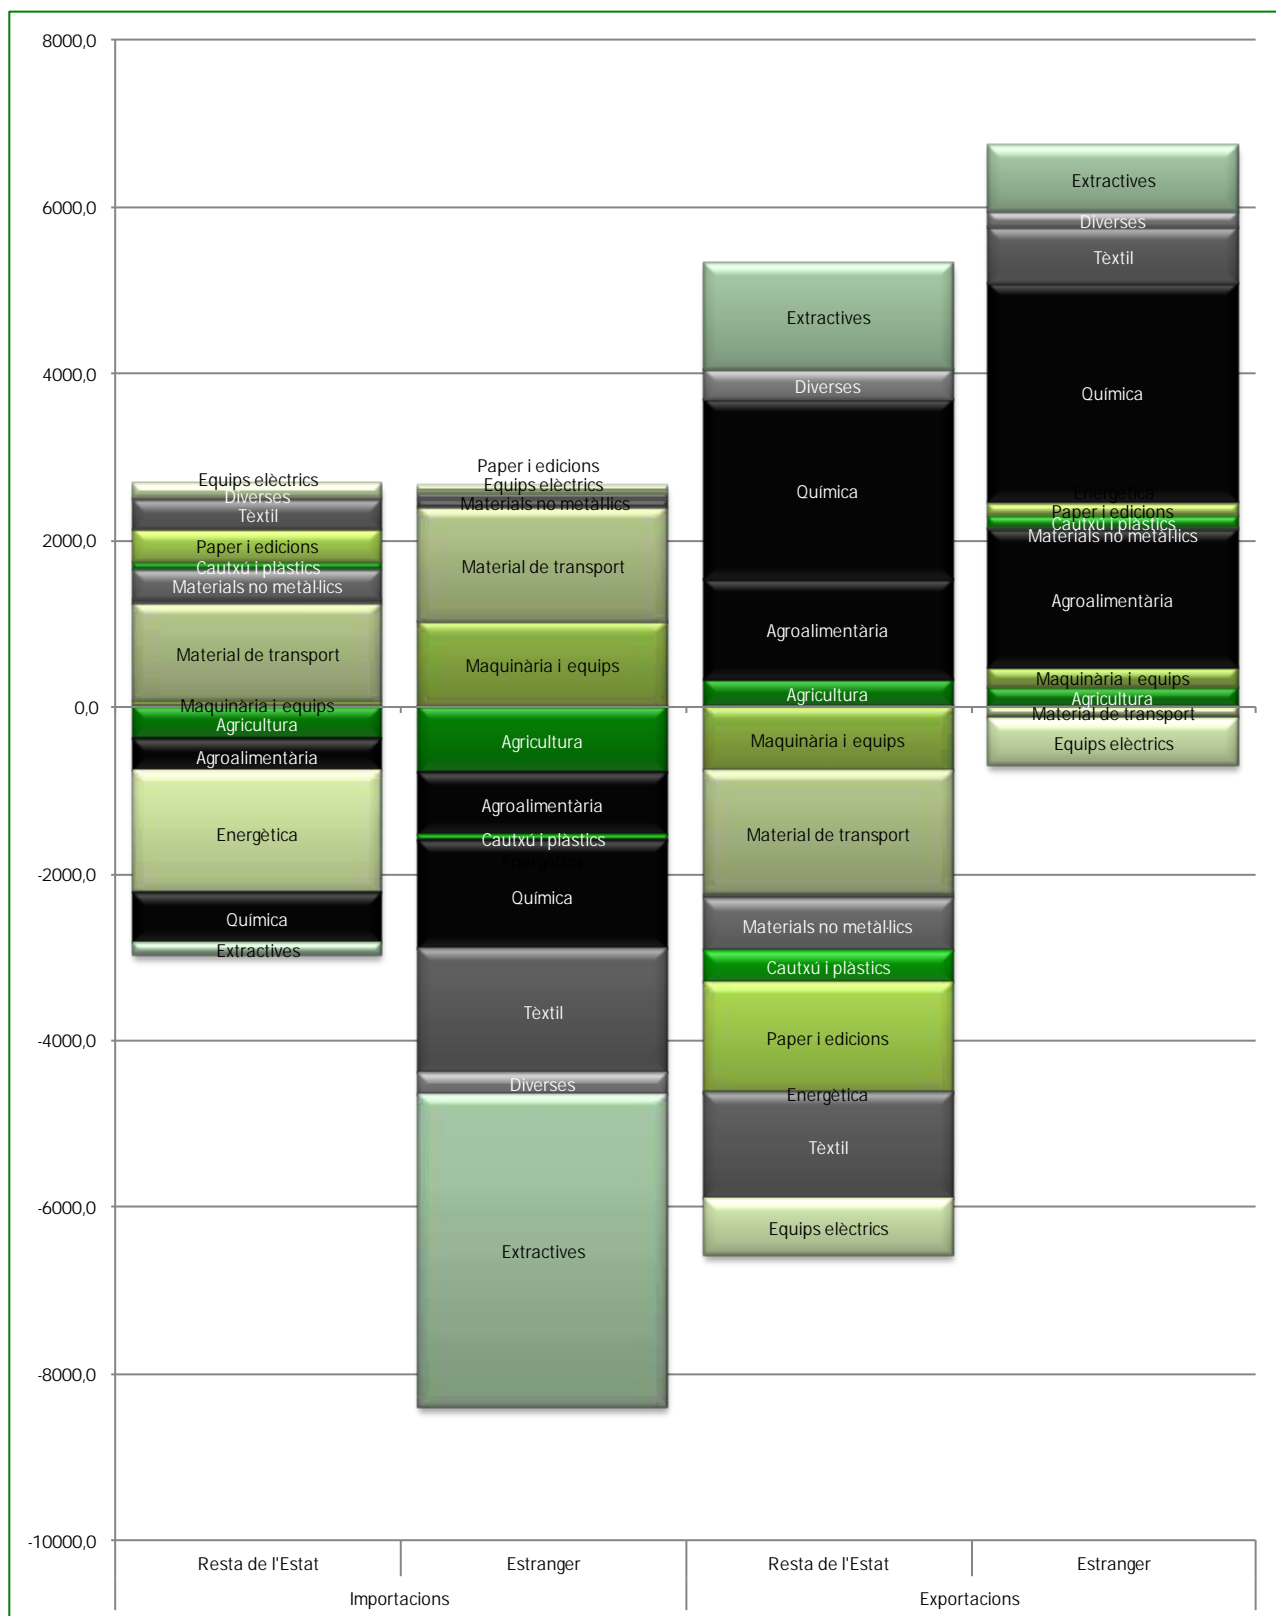 8000,0
6000,0
4000,0
2000,0
0,0
-2000,0
-4000,0
-6000,0
-8000,0
-10000,0
Equips elèctrics
Diverses
Tèxtil
Paper i edicions
Cautxú i plàstics
Materials no metàl·lics
Material de transport
Maquinària i equips
Agricultura
Agroalimentària
Energètica
Química
Extractives
Paper i edicions
Equips elèctrics
Materials no metàl·lics
Material de transport
Maquinària i equips
Agricultura
Agroalimentària
Cautxú i plàstics
Energètica
Química
Tèxtil
Diverses
Extractives
Extractives
Diverses
Química
Agroalimentària
Agricultura
Maquinària i equips
Material de transport
Materials no metàl·lics
Cautxú i plàstics
Paper i edicions
Energètica
Tèxtil
Equips elèctrics
Extractives
Diverses
Tèxtil
Química
Energètica
Paper i edicions
Cautxú i plàstics
Materials no metàl·lics
Agroalimentària
Maquinària i equips
Agricultura
Material de transport
Equips elèctrics
Resta de l'Estat
Estranger
Resta de l'Estat
Estranger
Importacions
Exportacions